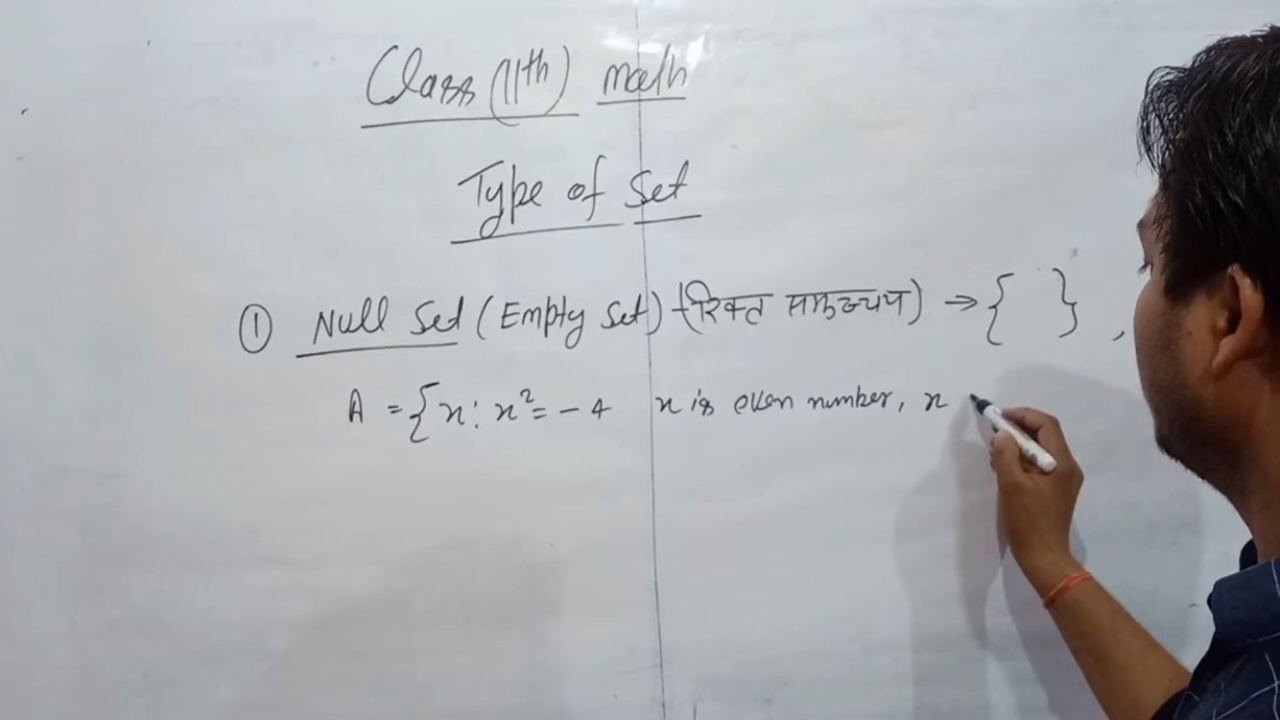 Class (11th) math
Type of Set
① Null Set (Empty Set) - (रिक्त समुच्चय) → { } ,
A = { x : x² = - 4 x is even number, x